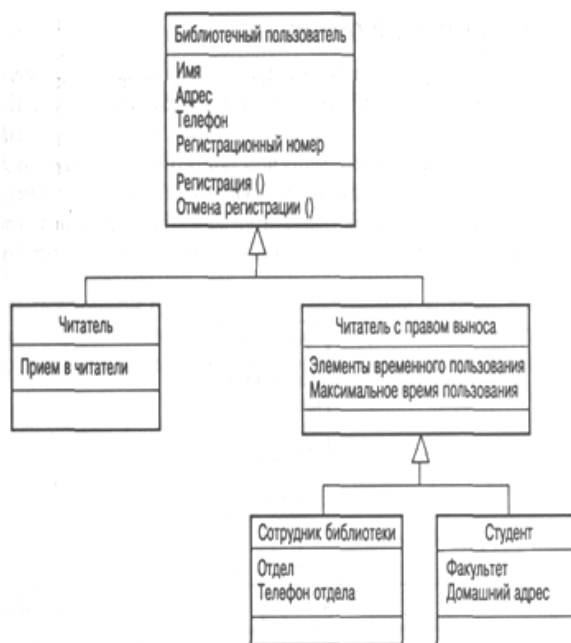 Библиотечный пользователь
Имя
Адрес
Телефон
Регистрационный номер
Регистрация ()
Отмена регистрации ()
Читатель
Прием в читатели
Читатель с правом выноса
Элементы временного пользования
Максимальное время пользования
Сотрудник библиотеки
Отдел
Телефон отдела
Студент
Факультет
Домашний адрес